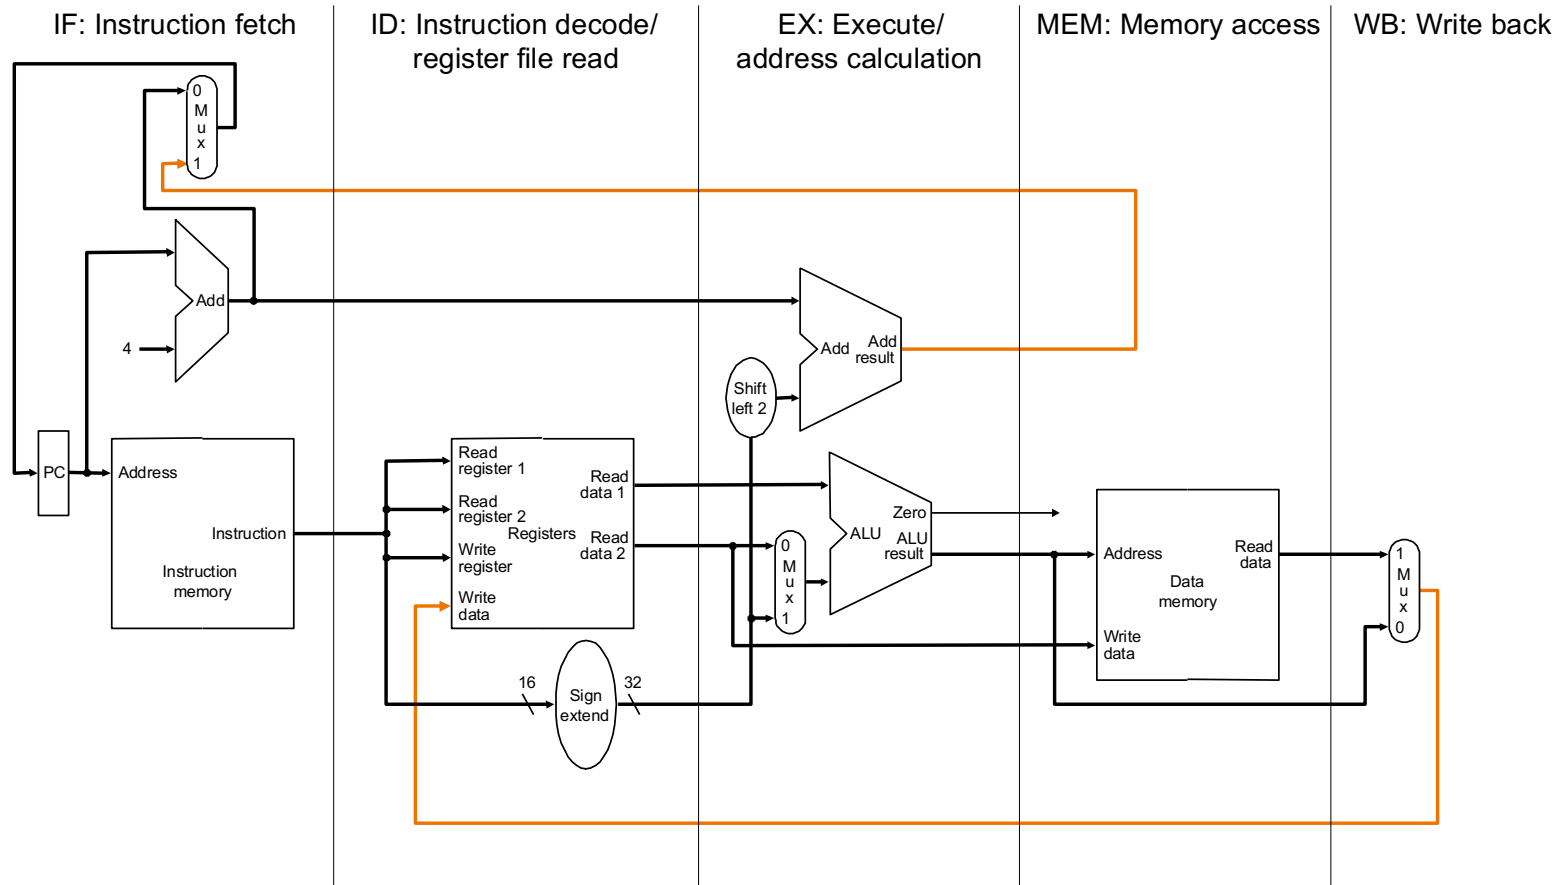 IF: Instruction fetch
ID: Instruction decode/
register file read
EX: Execute/
address calculation
MEM: Memory access
WB: Write back
0
M
u
x
1
Add
4
Add
Add
result
Shift
left 2
PC
Address
Instruction
Instruction
memory
Read
register 1
Read
register 2
Write
register
Write
data
Registers
Read
data 1
Read
data 2
0
M
u
x
1
Zero
ALU
ALU
result
Address
Read
data
Data
memory
Write
data
1
M
u
x
0
16
Sign
extend
32